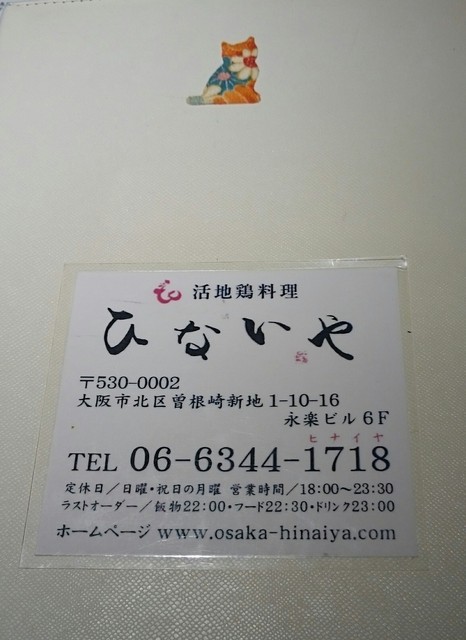 活地鶏料理
ひないや
〒530-0002
大阪市北区曽根崎新地1-10-16
永楽ビル6F
ヒナイヤ
TEL 06-6344-1718
定休日/日曜・祝日の月曜 営業時間/18:00~23:30
ラストオーダー/飯物22:00・フード22:30・ドリンク23:00
ホームページ www.osaka-hinaiya.com